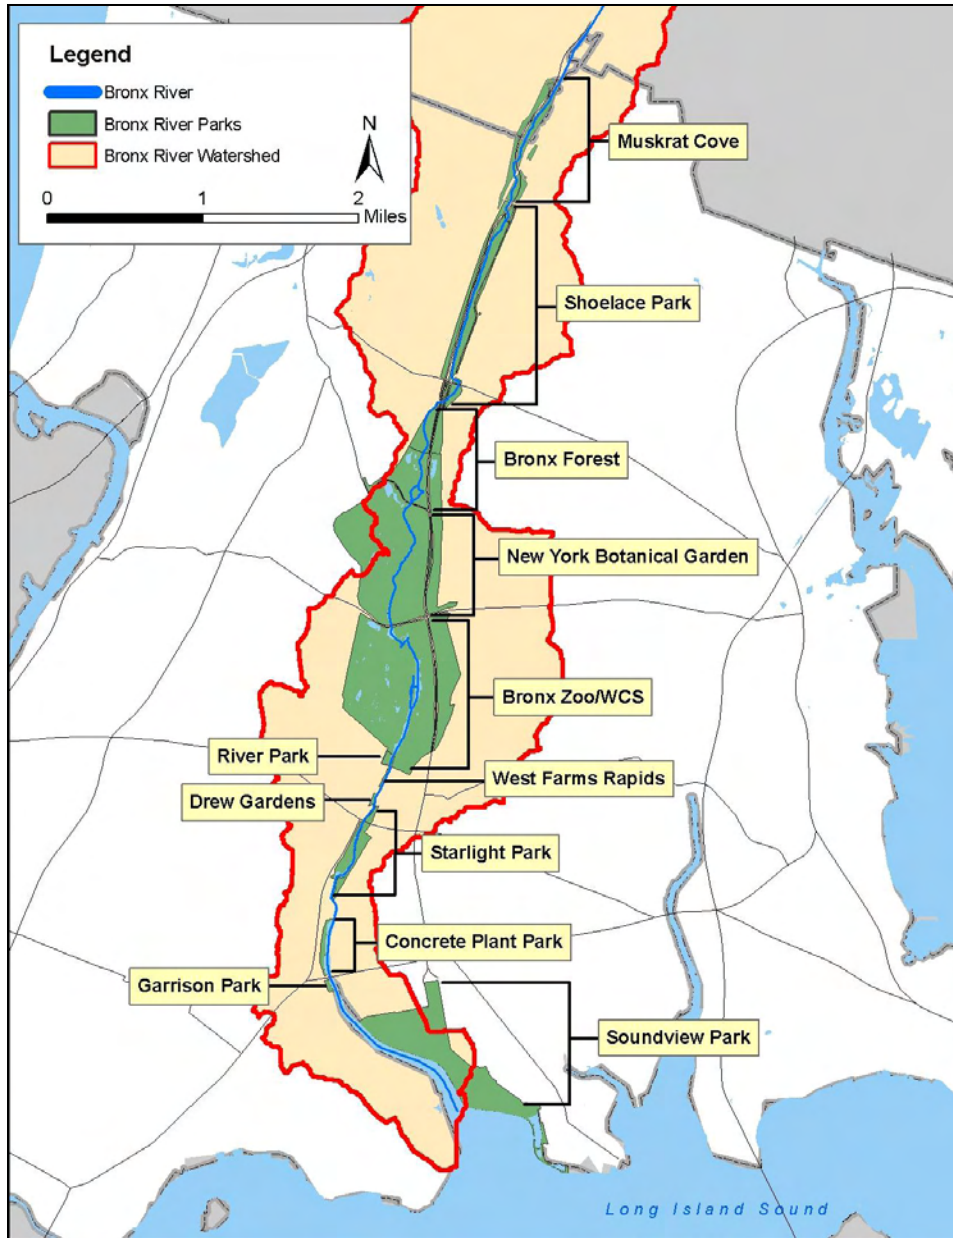 Legend
Bronx River
Bronx River Parks
Bronx River Watershed
N
0 1 2
Miles
Muskrat Cove
Shoelace Park
Bronx Forest
New York Botanical Garden
Bronx Zoo/WCS
River Park
West Farms Rapids
Drew Gardens
Starlight Park
Concrete Plant Park
Garrison Park
Soundview Park
Long Island Sound